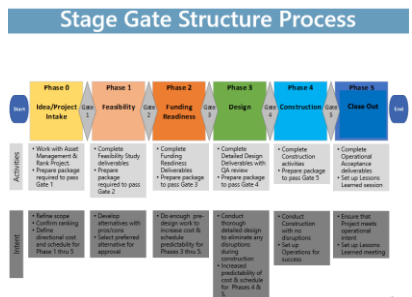 Stage Gate Structure Process
Start
Phase 0
Idea/Project
Intake
Gate
1
Phase 1
Feasibility
Gate
2
Phase 2
Funding
Readiness
Gate
3
Phase 3
Design
Gate
4
Phase 4
Construction
Gate
5
Phase 5
Close Out
End
Activities
• Work with Asset
Management &
Rank Project.
• Prepare package
required to pass
Gate 1
• Complete
Feasibility Study
deliverables
• Prepare package
required to pass
Gate 2
• Complete
Funding
Readiness
Deliverables
• Prepare package
to pass Gate 3
• Complete
Detailed Design
Deliverables with
QA review
• Prepare package
to pass Gate 4
• Complete
Construction
activities
• Prepare package
to pass Gate 5
• Complete
Operational
Acceptance
deliverables
• Set up Lessons
Learned session
Intent
• Refine scope
• Confirm ranking
• Define
directional cost
and schedule for
Phase 1 thru 5
• Develop
alternatives with
pros/cons
• Select preferred
alternative for
approval
• Do enough pre-
design work to
increase cost &
schedule
predictability for
Phases 3 thru 5.
• Conduct
thorough
detailed design
to eliminate any
disruptions
during
construction
• Increased
predictability of
cost & schedule
for Phases 4 &
5.
• Conduct
Construction
with no
disruptions
• Set up
Operations for
success
• Ensure that
Project meets
operational
intent
• Set up Lessons
Learned meeting